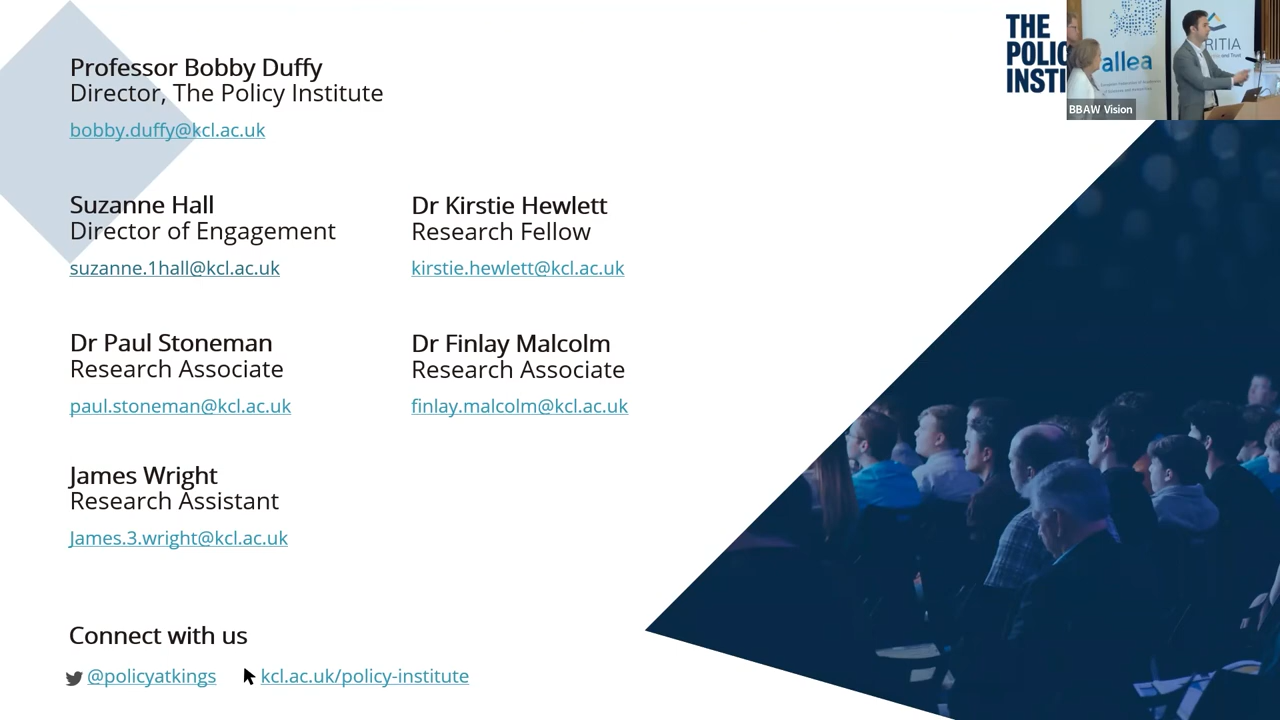 Professor Bobby Duffy
Director, The Policy Institute
bobby.duffy@kcl.ac.uk
Suzanne Hall
Director of Engagement
suzanne.1hall@kcl.ac.uk
Dr Kirstie Hewlett
Research Fellow
kirstie.hewlett@kcl.ac.uk
Dr Paul Stoneman
Research Associate
paul.stoneman@kcl.ac.uk
Dr Finlay Malcolm
Research Associate
finlay.malcolm@kcl.ac.uk
James Wright
Research Assistant
James.3.wright@kcl.ac.uk
Connect with us
@policyatkings
kcl.ac.uk/policy-institute
THE
POLIC
INSTI
allea
RITIA
and Trust
BBAW Vision